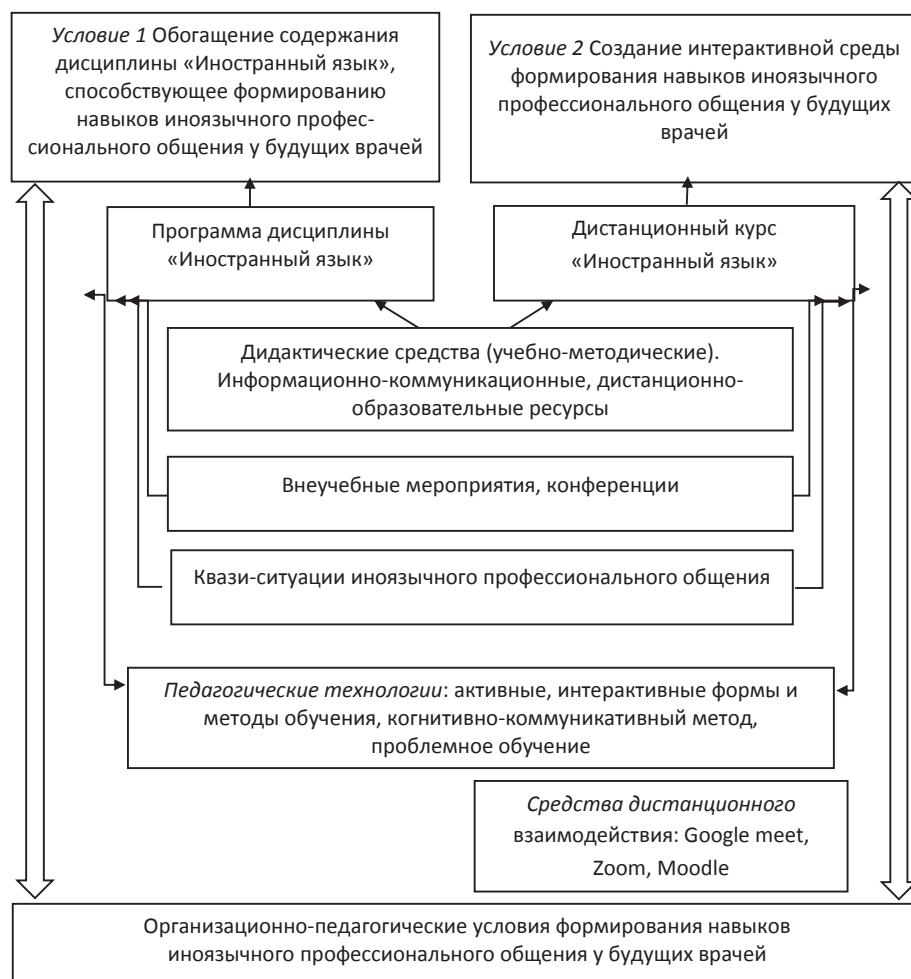 Условие 1 Обогащение содержания
дисциплины «Иностранный язык»,
способствующее формированию
навыков иноязычного профес-
сионального общения у будущих врачей
Условие 2 Создание интерактивной среды
формирования навыков иноязычного
профессионального общения у будущих
врачей
Программа дисциплины
«Иностранный язык»
Дистанционный курс
«Иностранный язык»
Дидактические средства (учебно-методические).
Информационно-коммуникационные, дистанционно-
образовательные ресурсы
Внеучебные мероприятия, конференции
Квази-ситуации иноязычного профессионального общения
Педагогические технологии: активные, интерактивные формы и
методы обучения, когнитивно-коммуникативный метод,
проблемное обучение
Средства дистанционного
взаимодействия: Google meet,
Zoom, Moodle
Организационно-педагогические условия формирования навыков
иноязычного профессионального общения у будущих врачей